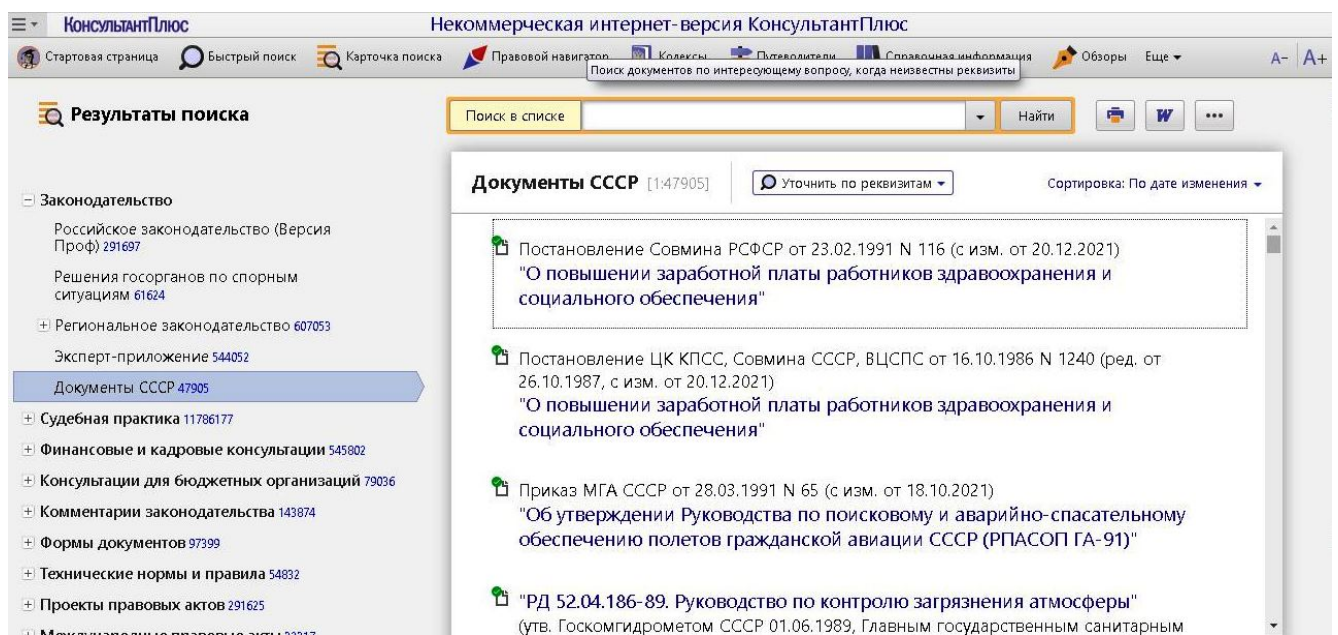 КонсультантПлюс
Некоммерческая интернет-версия КонсультантПлюс
Стартовая страница
Быстрый поиск
Карточка поиска
Правовой навигатор
Кодексы
Путеводители
Справочная информация
Обзоры
Еще
A-
A+
Поиск документов по интересующему вопросу, когда неизвестны реквизиты
Результаты поиска
Поиск в списке
Найти
W
Законодательство
Российское законодательство (Версия
Проф) 291697
Решения госорганов по спорным
ситуациям 61624
Региональное законодательство 607053
Эксперт-приложение 544052
Документы СССР 47905
Судебная практика 11786177
Финансовые и кадровые консультации 545802
Консультации для бюджетных организаций 79036
Комментарии законодательства 143874
Формы документов 97399
Технические нормы и правила 54832
Проекты правовых актов 291625
Международные правовые акты
Документы СССР [1:47905]
Уточнить по реквизитам
Сортировка: По дате изменения
Постановление Совмина РСФСР от 23.02.1991 N 116 (с изм. от 20.12.2021)
"О повышении заработной платы работников здравоохранения и
социального обеспечения"
Постановление ЦК КПСС, Совмина СССР, ВЦСПС от 16.10.1986 N 1240 (ред. от
26.10.1987, с изм. от 20.12.2021)
"О повышении заработной платы работников здравоохранения и
социального обеспечения"
Приказ МГА СССР от 28.03.1991 N 65 (с изм. от 18.10.2021)
"Об утверждении Руководства по поисковому и аварийно-спасательному
обеспечению полетов гражданской авиации СССР (РПАСОП ГА-91)"
"РД 52.04.186-89. Руководство по контролю загрязнения атмосферы"
(утв. Госкомгидрометом СССР 01.06.1989, Главным государственным санитарным